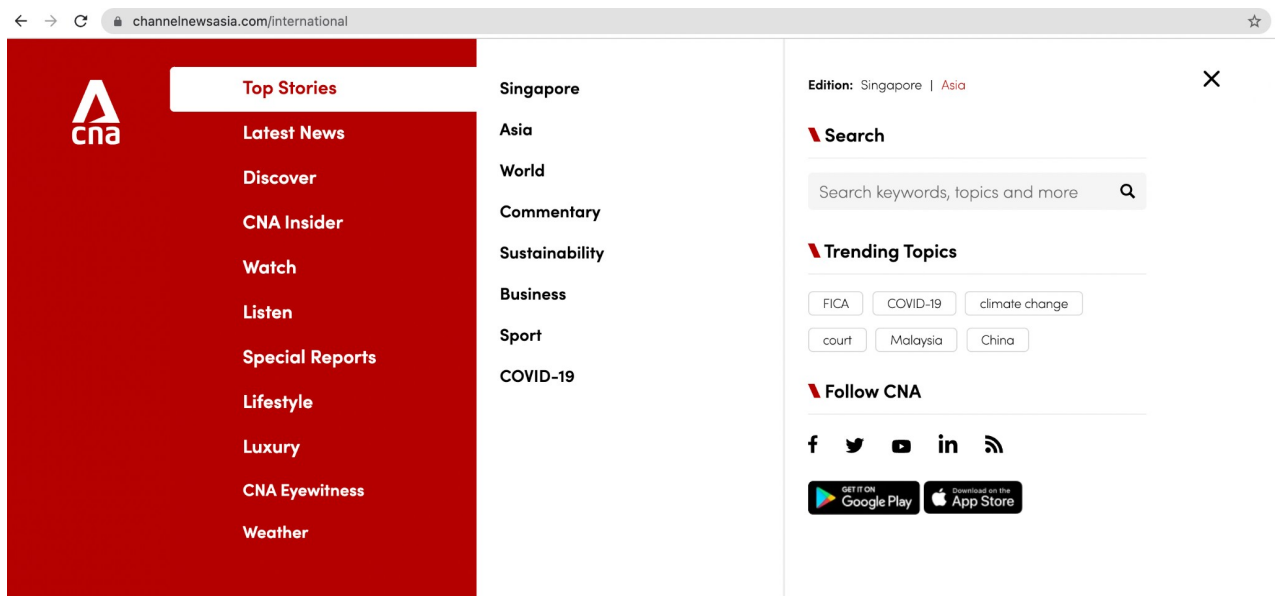 channelnewsasia.com/international
cna
Top Stories
Latest News
Discover
CNA Insider
Watch
Listen
Special Reports
Lifestyle
Luxury
CNA Eyewitness
Weather
Singapore
Asia
World
Commentary
Sustainability
Business
Sport
COVID-19
Edition: Singapore | Asia
Search
Search keywords, topics and more
Trending Topics
FICA COVID-19 climate change
court Malaysia China
Follow CNA
GET IT ON
Google Play
Download on the
App Store